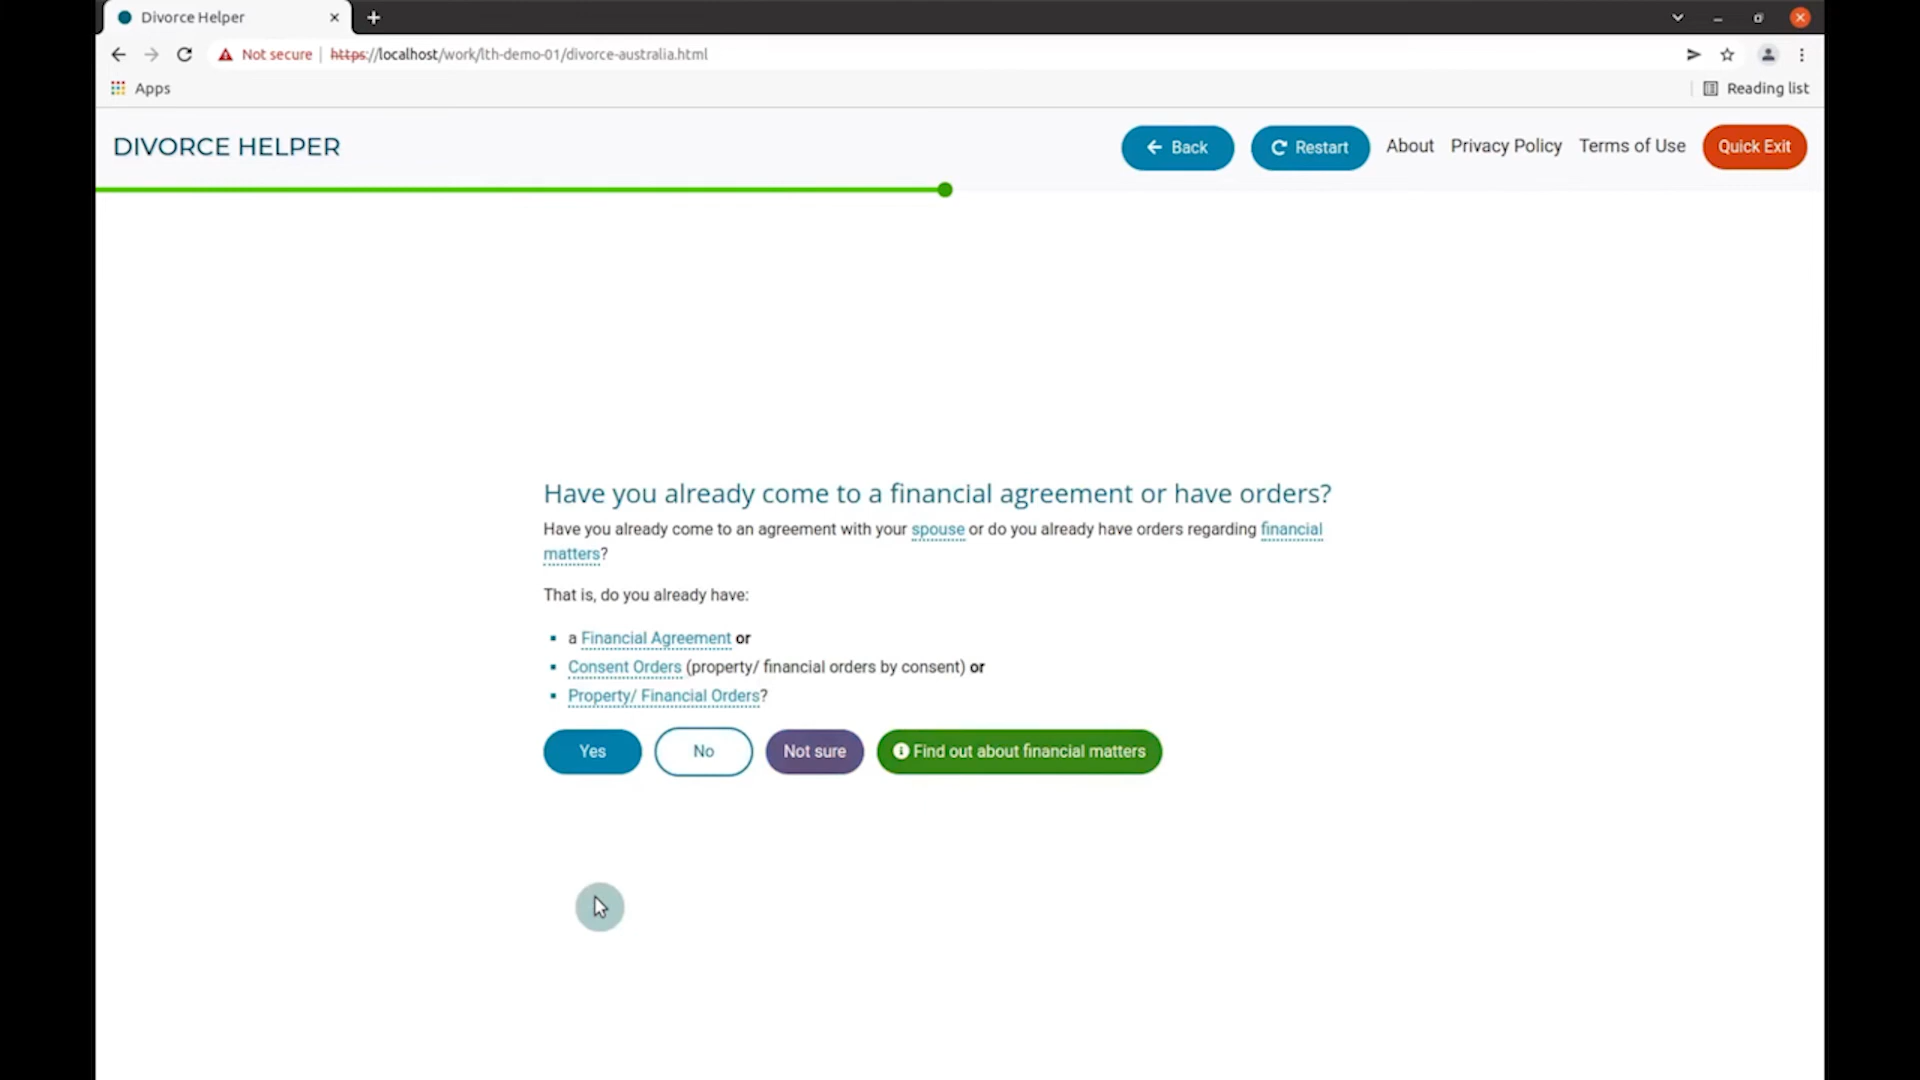 Divorce Helper
Not secure | https://localhost/work/lth-demo-01/divorce-australia.html
Apps
Reading list
DIVORCE HELPER
Back
Restart
About
Privacy Policy
Terms of Use
Quick Exit
Have you already come to a financial agreement or have orders?
Have you already come to an agreement with your spouse or do you already have orders regarding financial
matters?
That is, do you already have:
▪ a Financial Agreement or
▪ Consent Orders (property/ financial orders by consent) or
▪ Property/ Financial Orders?
Yes
No
Not sure
Find out about financial matters